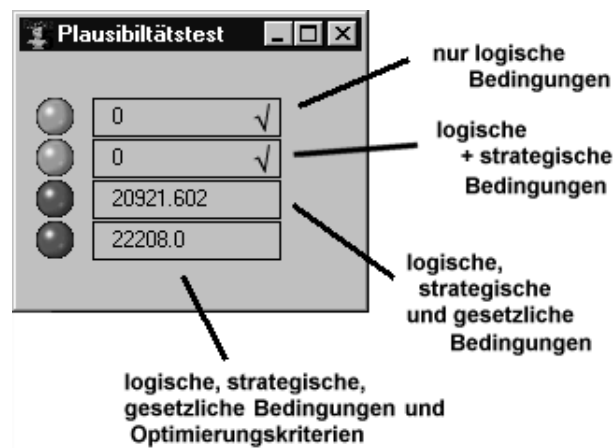 Plausibiltätstest
nur logische
Bedingungen
0 √
logische
+ strategische
Bedingungen
0 √
20921.602
22208.0
logische,
strategische
und gesetzliche
Bedingungen
logische, strategische,
gesetzliche Bedingungen und
Optimierungskriterien